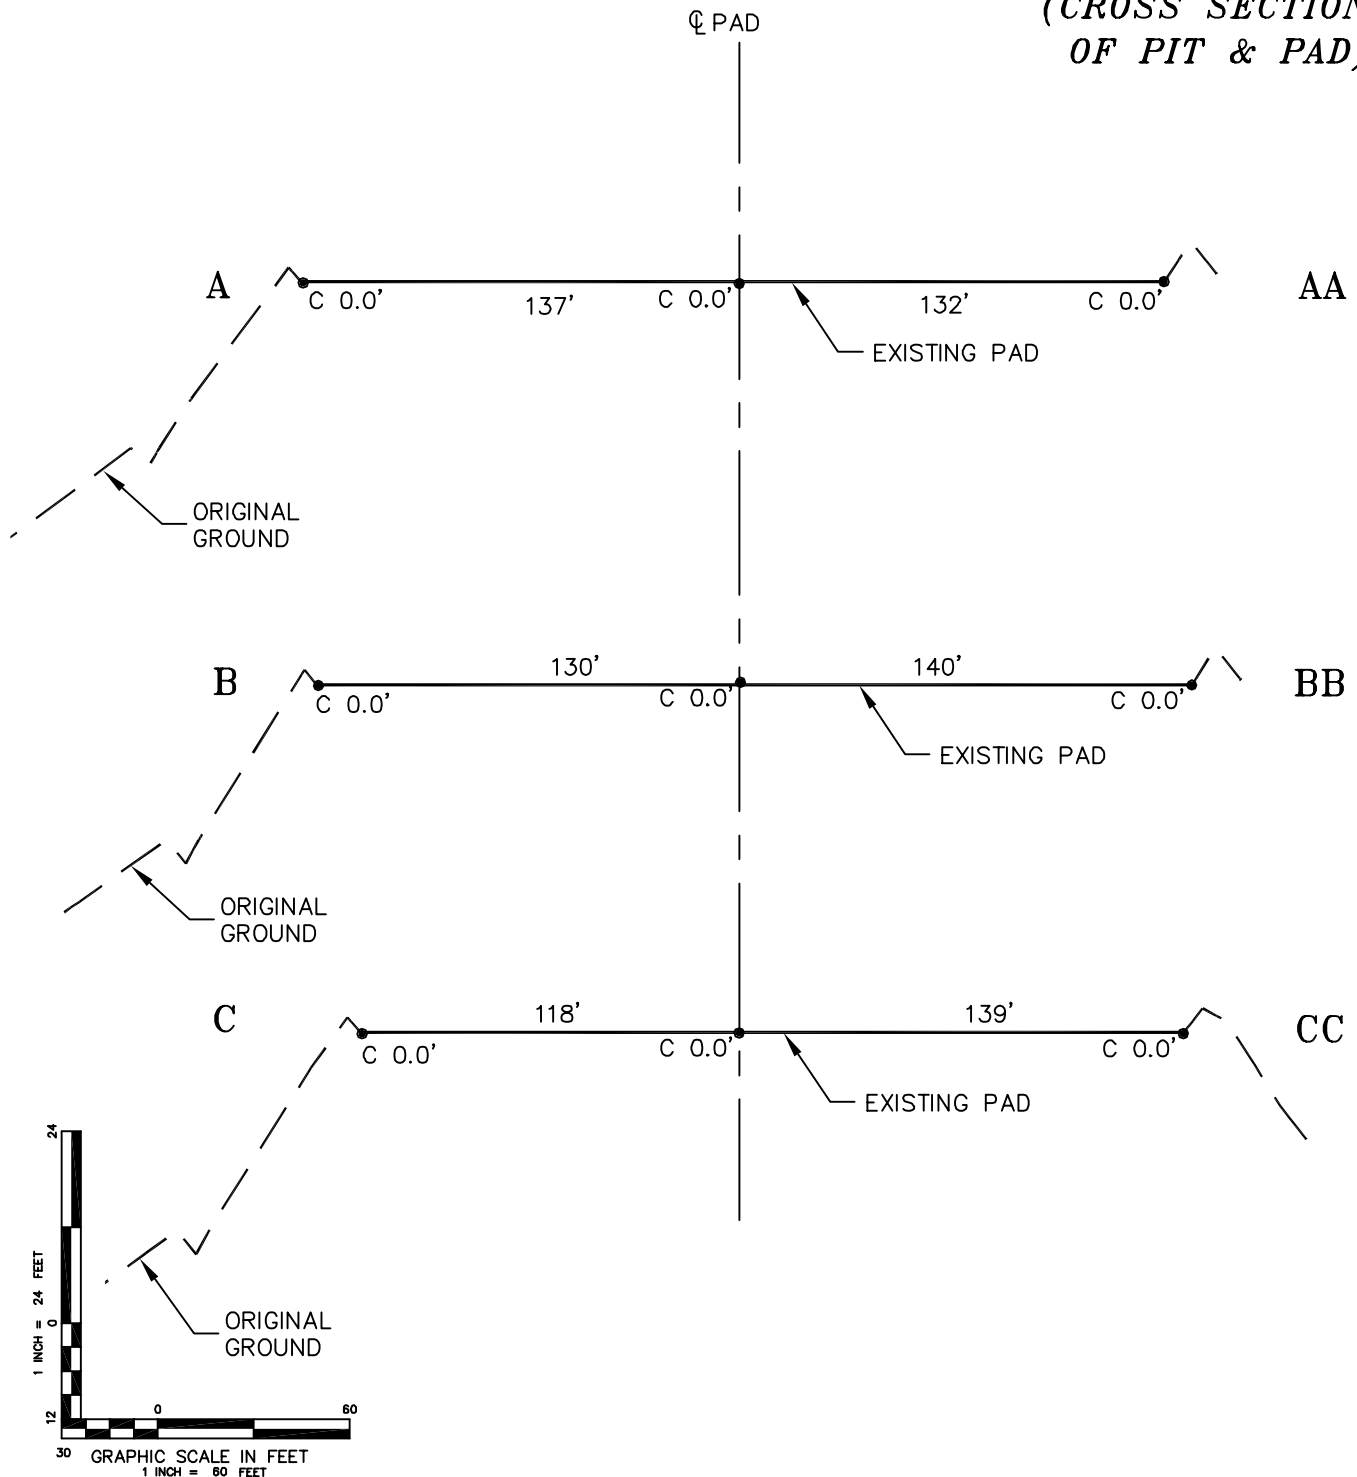 ℄ PAD
(CROSS SECTION
OF PIT & PAD)
A
C 0.0'
137'
C 0.0'
132'
C 0.0'
AA
EXISTING PAD
ORIGINAL
GROUND
B
C 0.0'
130'
C 0.0'
140'
C 0.0'
BB
EXISTING PAD
ORIGINAL
GROUND
C
C 0.0'
118'
C 0.0'
139'
C 0.0'
CC
EXISTING PAD
ORIGINAL
GROUND
24
0
12
1 INCH = 24 FEET
0
60
30
GRAPHIC SCALE IN FEET
1 INCH = 60 FEET